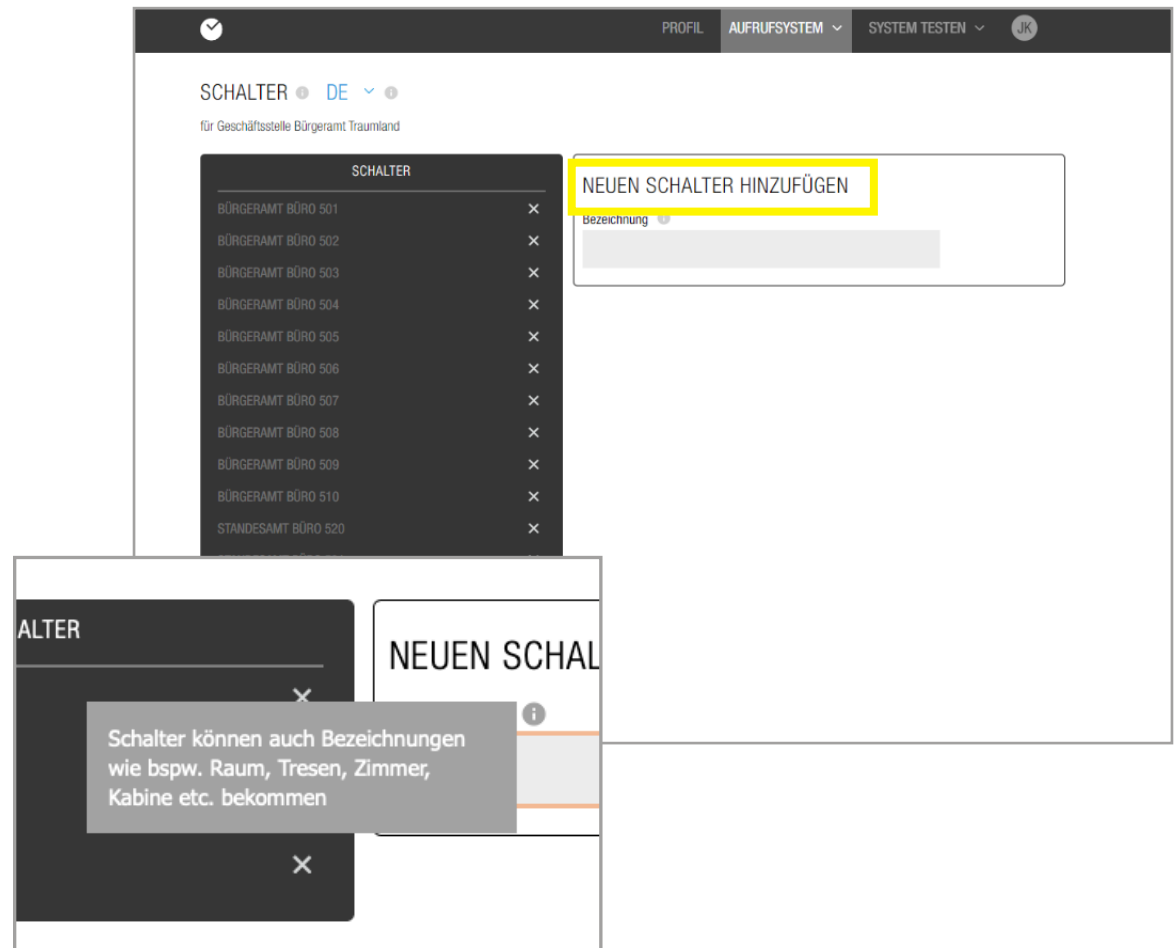 PROFIL AUFRUFSYSTEM SYSTEM TESTEN JK
SCHALTER DE
für Geschäftsstelle Bürgeramt Traumland
SCHALTER
BÜRGERAMT BÜRO 501
BÜRGERAMT BÜRO 502
BÜRGERAMT BÜRO 503
BÜRGERAMT BÜRO 504
BÜRGERAMT BÜRO 505
BÜRGERAMT BÜRO 506
BÜRGERAMT BÜRO 507
BÜRGERAMT BÜRO 508
BÜRGERAMT BÜRO 509
BÜRGERAMT BÜRO 510
STANDESAMT BÜRO 520
NEUEN SCHALTER HINZUFÜGEN
Bezeichnung
ALTER
NEUEN SCHAL
Schalter können auch Bezeichnungen
wie bspw. Raum, Tresen, Zimmer,
Kabine etc. bekommen